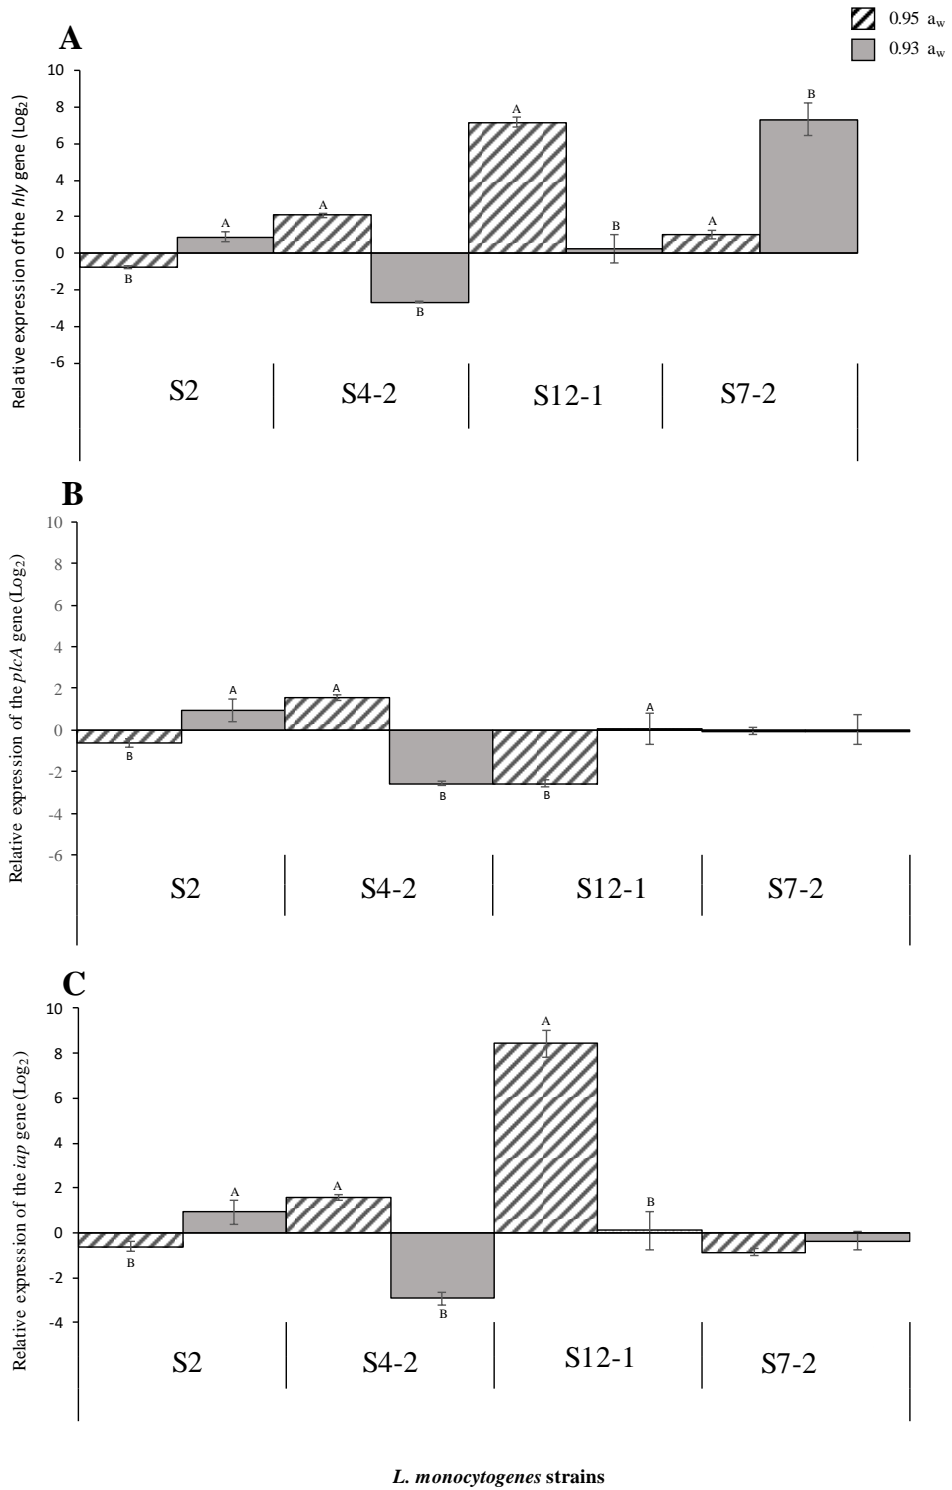 0.95 aw
0.93 aw
A
Relative expression of the hly gene (Log2)
10
8
6
4
2
0
-2
-4
-6
B
A
A
B
A
B
A
B
S2
S4-2
S12-1
S7-2
B
Relative expression of the plcA gene (Log2)
10
8
6
4
2
0
-2
-4
-6
B
A
A
B
B
A
S2
S4-2
S12-1
S7-2
C
Relative expression of the iap gene (Log2)
10
8
6
4
2
0
-2
-4
B
A
A
B
A
B
S2
S4-2
S12-1
S7-2
L. monocytogenes strains